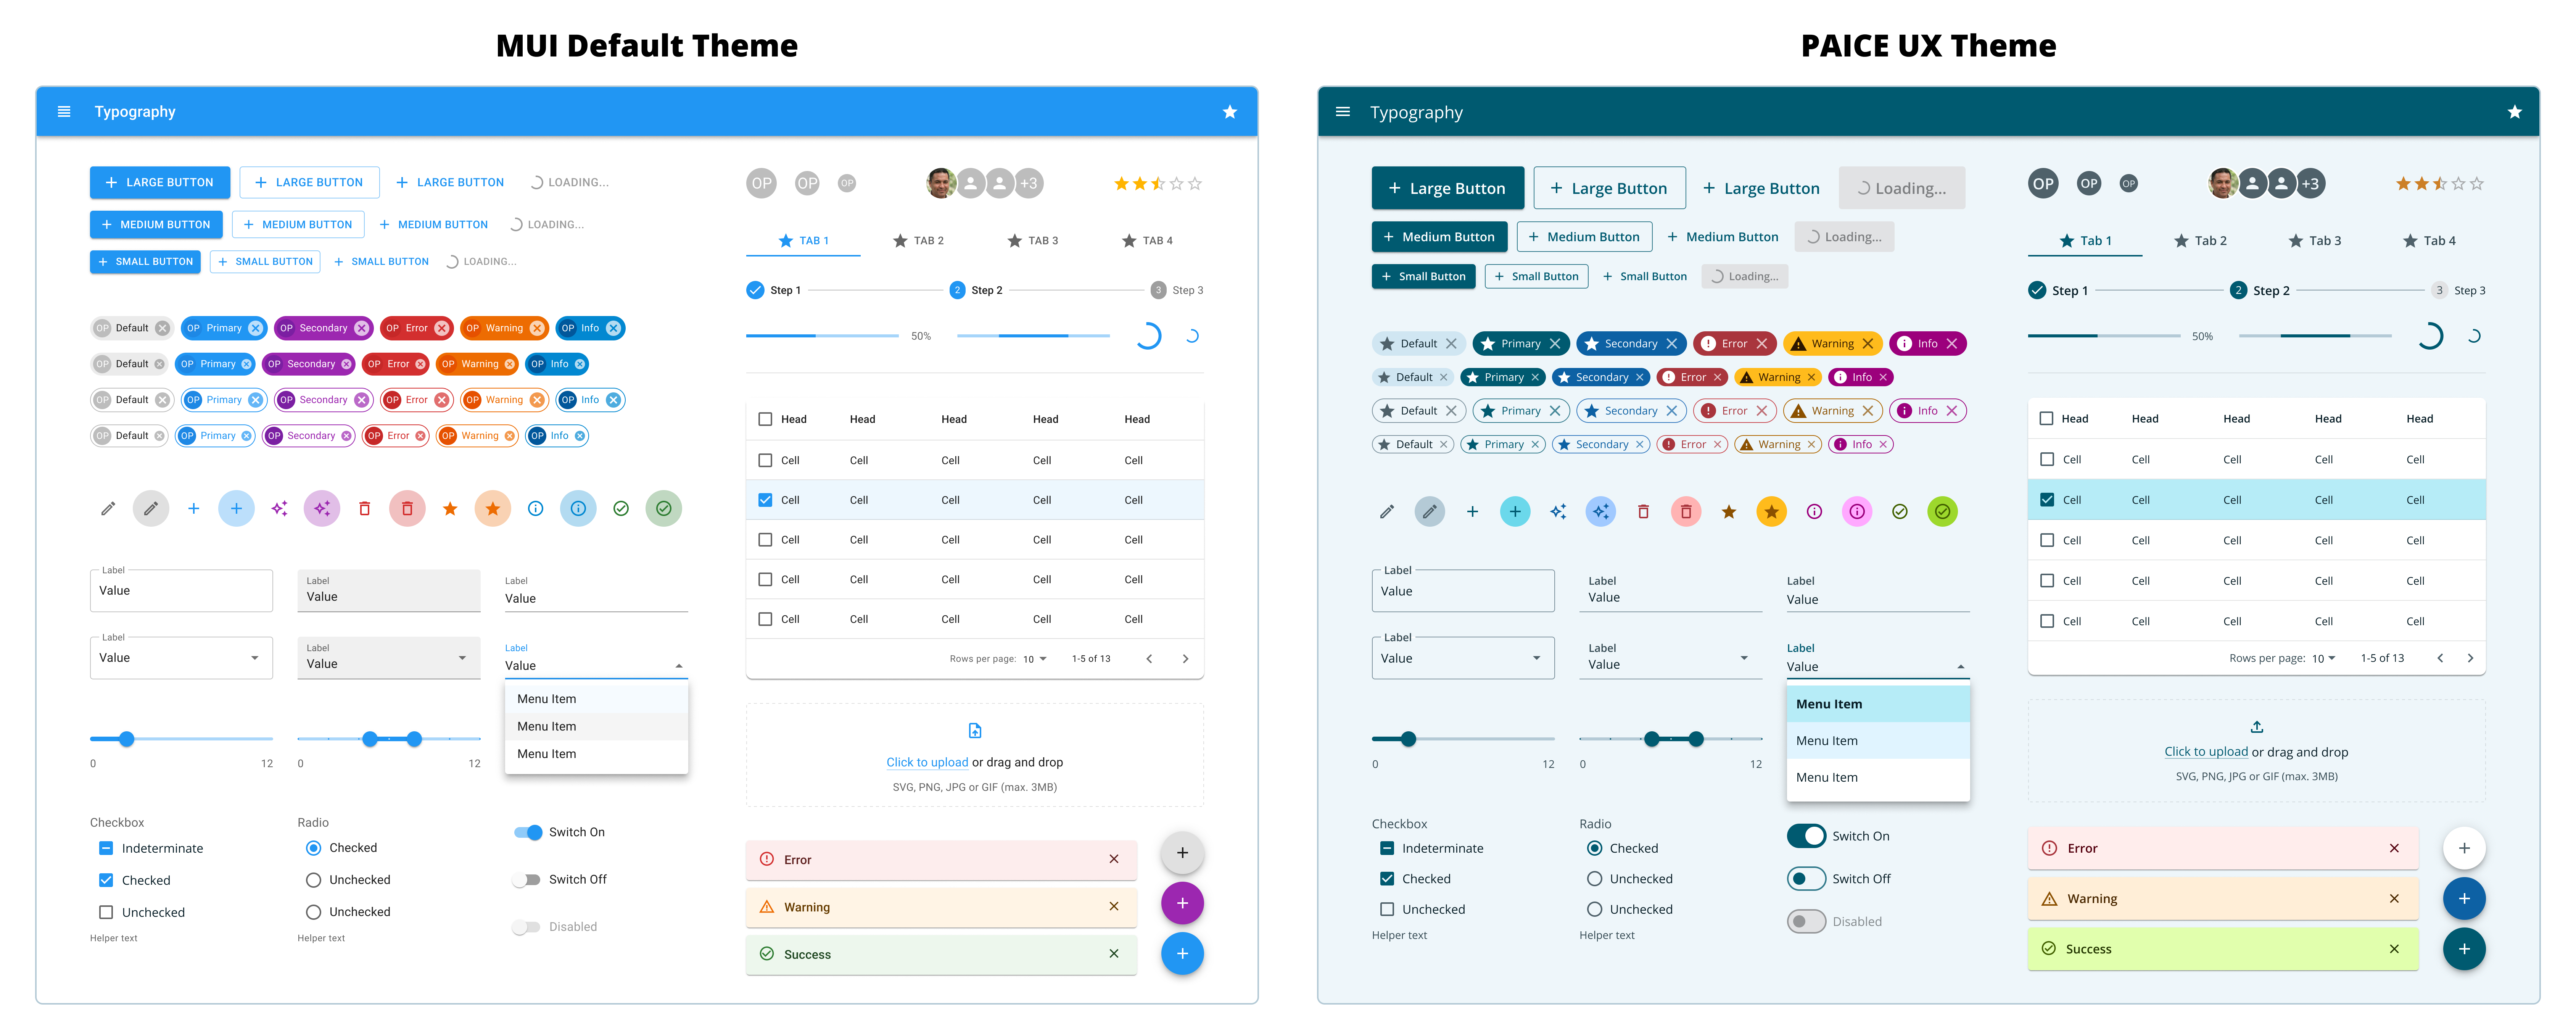 MUI Default Theme
Typography
LARGE BUTTON LARGE BUTTON LARGE BUTTON LOADING...
MEDIUM BUTTON MEDIUM BUTTON MEDIUM BUTTON LOADING...
SMALL BUTTON SMALL BUTTON SMALL BUTTON LOADING...
OP Default OP Primary OP Secondary OP Error OP Warning OP Info
OP Default OP Primary OP Secondary OP Error OP Warning OP Info
OP Default OP Primary OP Secondary OP Error OP Warning OP Info
OP Default OP Primary OP Secondary OP Error OP Warning OP Info
Label Label Label
Value Value Value
Label Label Label
Value Value Value
Menu Item
Menu Item
Menu Item
0 12 0 12
Checkbox
Indeterminate
Checked
Unchecked
Helper text
Radio
Checked
Unchecked
Unchecked
Helper text
Switch On
Switch Off
Disabled
OP OP OP +3
TAB 1 TAB 2 TAB 3 TAB 4
Step 1 2 Step 2 3 Step 3
50%
Head Head Head Head Head
Cell Cell Cell Cell Cell
Cell Cell Cell Cell Cell
Cell Cell Cell Cell Cell
Cell Cell Cell Cell Cell
Cell Cell Cell Cell Cell
Rows per page: 10 1-5 of 13
Click to upload or drag and drop
SVG, PNG, JPG or GIF (max. 3MB)
Error
Warning
Success
PAICE UX Theme
Typography
Large Button Large Button Large Button Loading...
Medium Button Medium Button Medium Button Loading...
Small Button Small Button Small Button Loading...
Default Primary Secondary Error Warning Info
Default Primary Secondary Error Warning Info
Default Primary Secondary Error Warning Info
Default Primary Secondary Error Warning Info
Label Label Label
Value Value Value
Label Label Label
Value Value Value
Menu Item
Menu Item
Menu Item
0 12 0 12
Checkbox
Indeterminate
Checked
Unchecked
Helper text
Radio
Checked
Unchecked
Unchecked
Helper text
Switch On
Switch Off
Disabled
OP OP OP +3
Tab 1 Tab 2 Tab 3 Tab 4
Step 1 2 Step 2 3 Step 3
50%
Head Head Head Head Head
Cell Cell Cell Cell Cell
Cell Cell Cell Cell Cell
Cell Cell Cell Cell Cell
Cell Cell Cell Cell Cell
Cell Cell Cell Cell Cell
Rows per page: 10 1-5 of 13
Click to upload or drag and drop
SVG, PNG, JPG or GIF (max. 3MB)
Error
Warning
Success